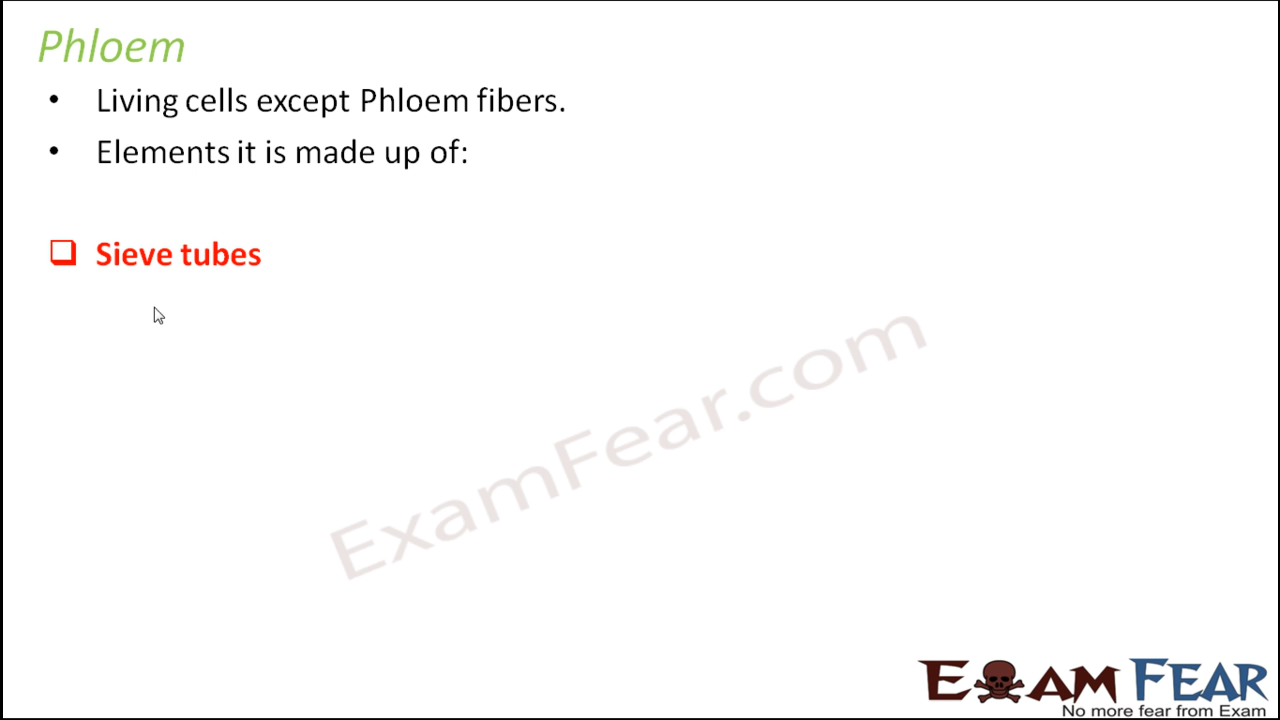 Phloem
• Living cells except Phloem fibers.
• Elements it is made up of:
❑ Sieve tubes
ExamFear.com
EXAM FEAR
No more fear from Exam